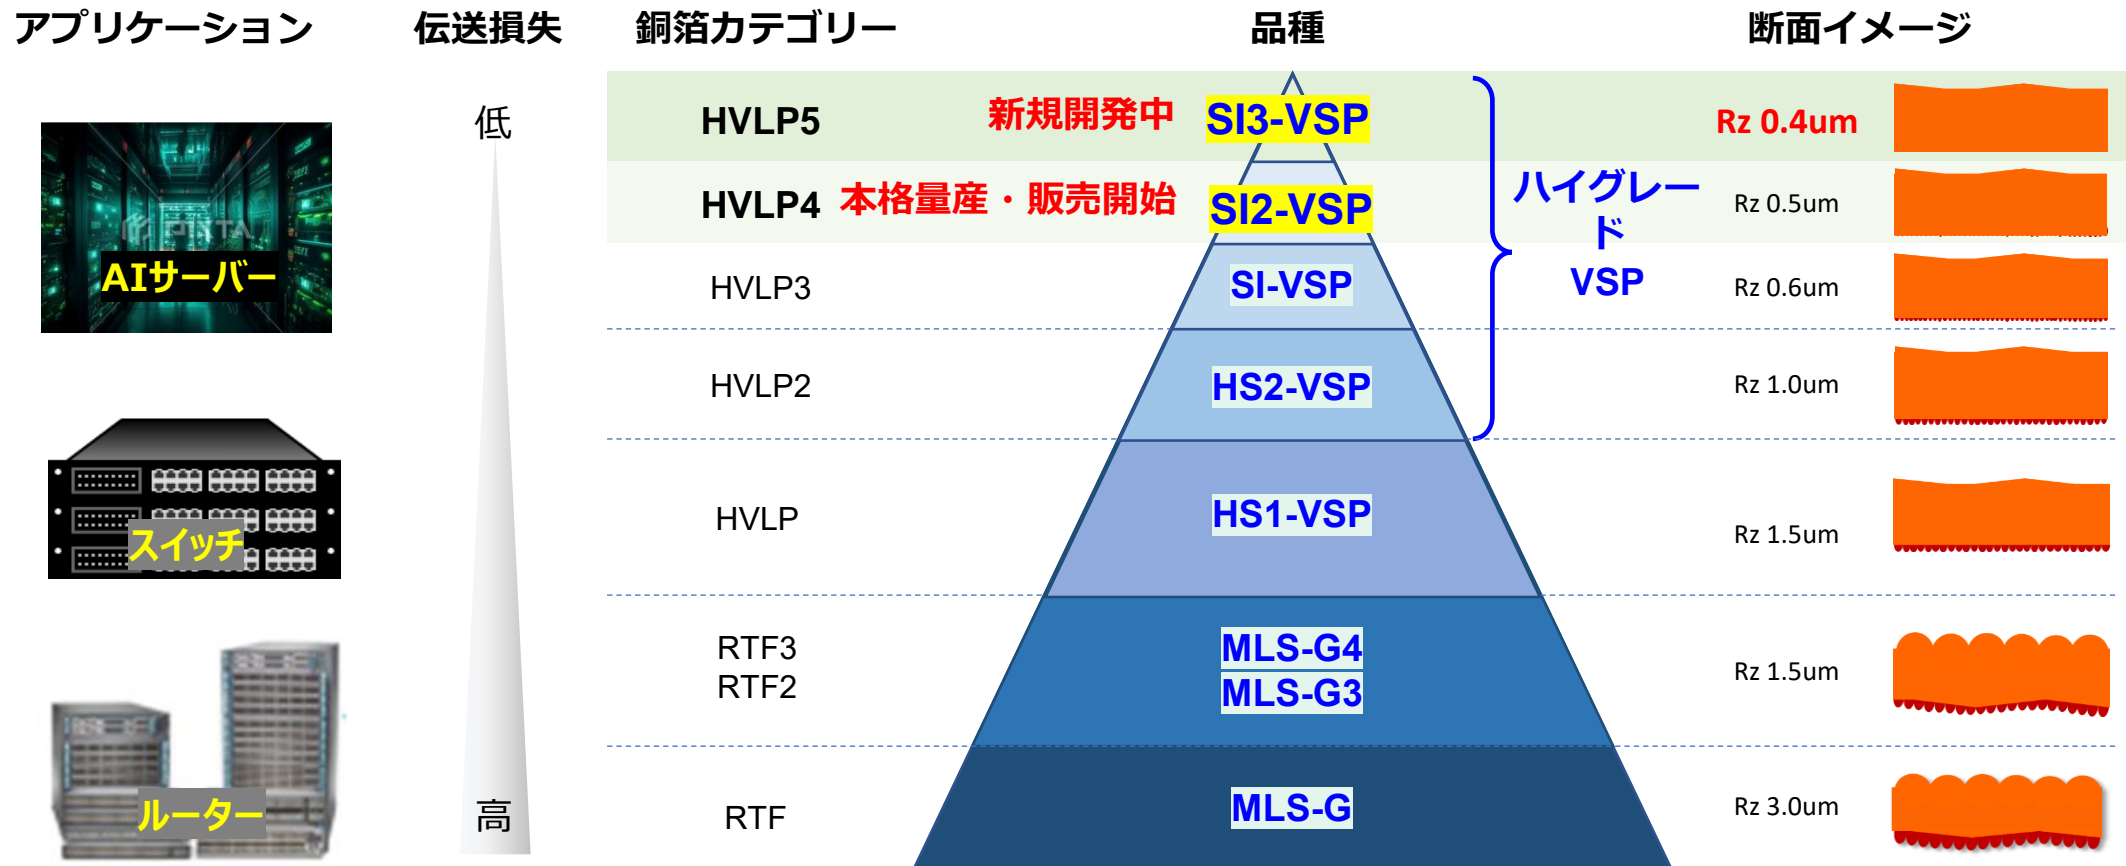 アプリケーション 伝送損失 銅箔カテゴリー 品種 断面イメージ
低
HVLP5 新規開発中 SI3-VSP Rz 0.4um
HVLP4 本格量産・販売開始 SI2-VSP Rz 0.5um
ハイグレー
ド
VSP
PIXTA
AIサーバー
HVLP3 SI-VSP Rz 0.6um
HVLP2 HS2-VSP Rz 1.0um
スイッチ
HVLP HS1-VSP Rz 1.5um
RTF3 MLS-G4
RTF2 MLS-G3
Rz 1.5um
ルーター
高
RTF MLS-G Rz 3.0um